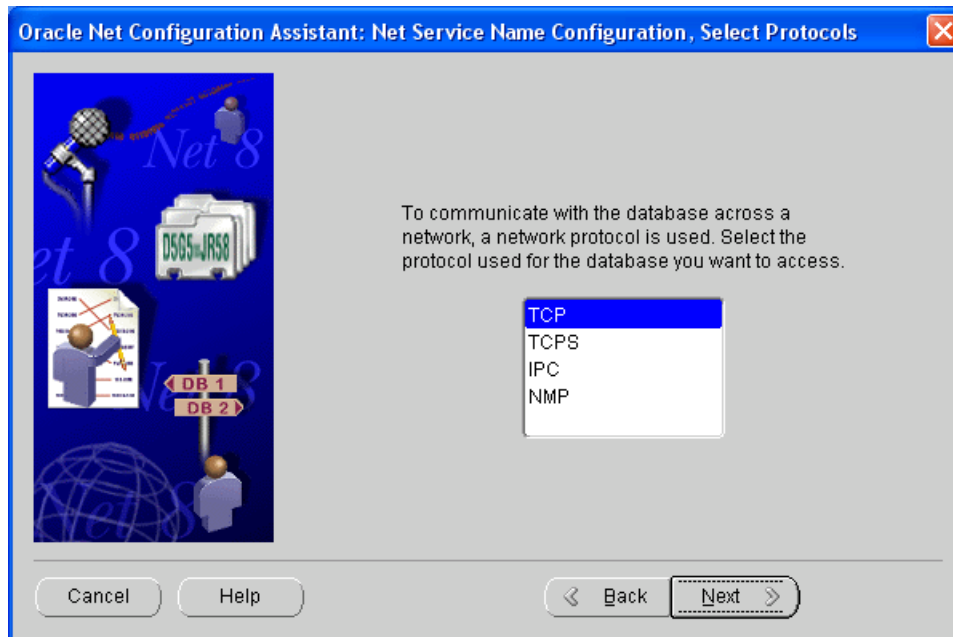 Oracle Net Configuration Assistant: Net Service Name Configuration, Select Protocols
Net 8
et 8
D5G5-JR58
DB 1
DB 2
Net 8
To communicate with the database across a
network, a network protocol is used. Select the
protocol used for the database you want to access.
TCP
TCPS
IPC
NMP
Cancel
Help
Back
Next